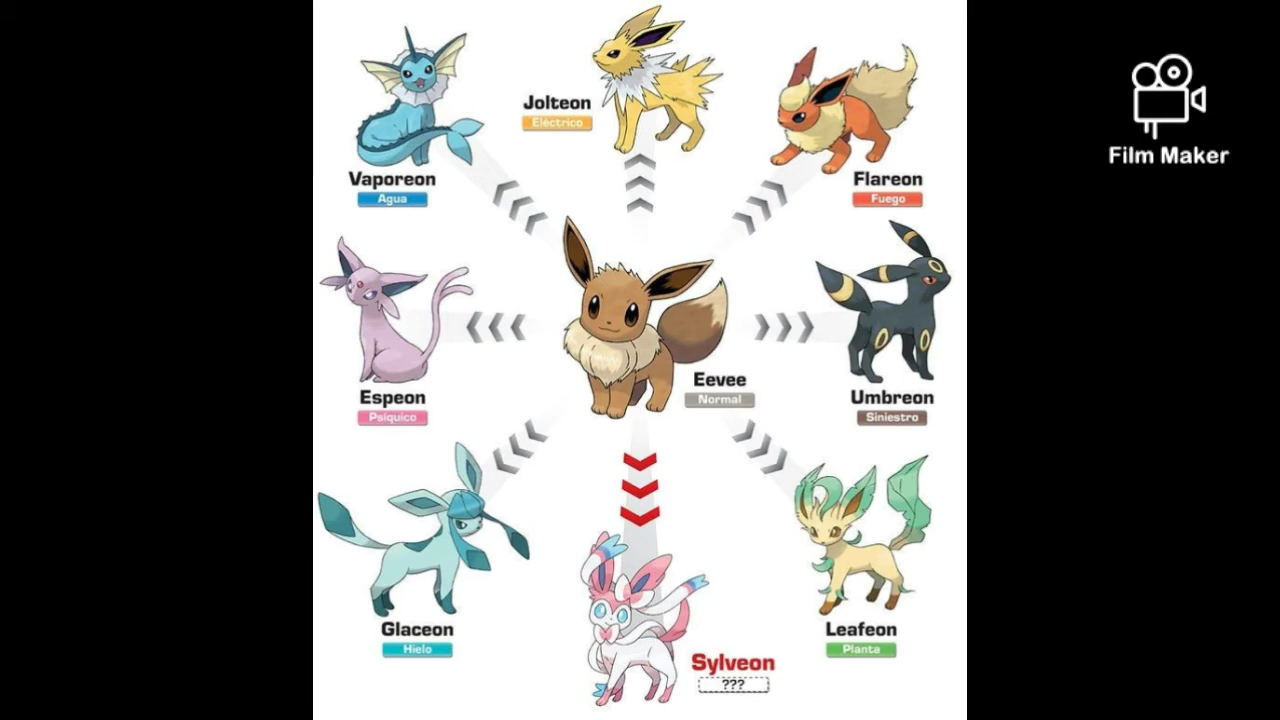 Jolteon
Eléctrico
Vaporeon
Agua
Flareon
Fuego
Film Maker
Espeon
Psíquico
Eevee
Normal
Umbreon
Siniestro
Glaceon
Hielo
Leafeon
Planta
Sylveon
???